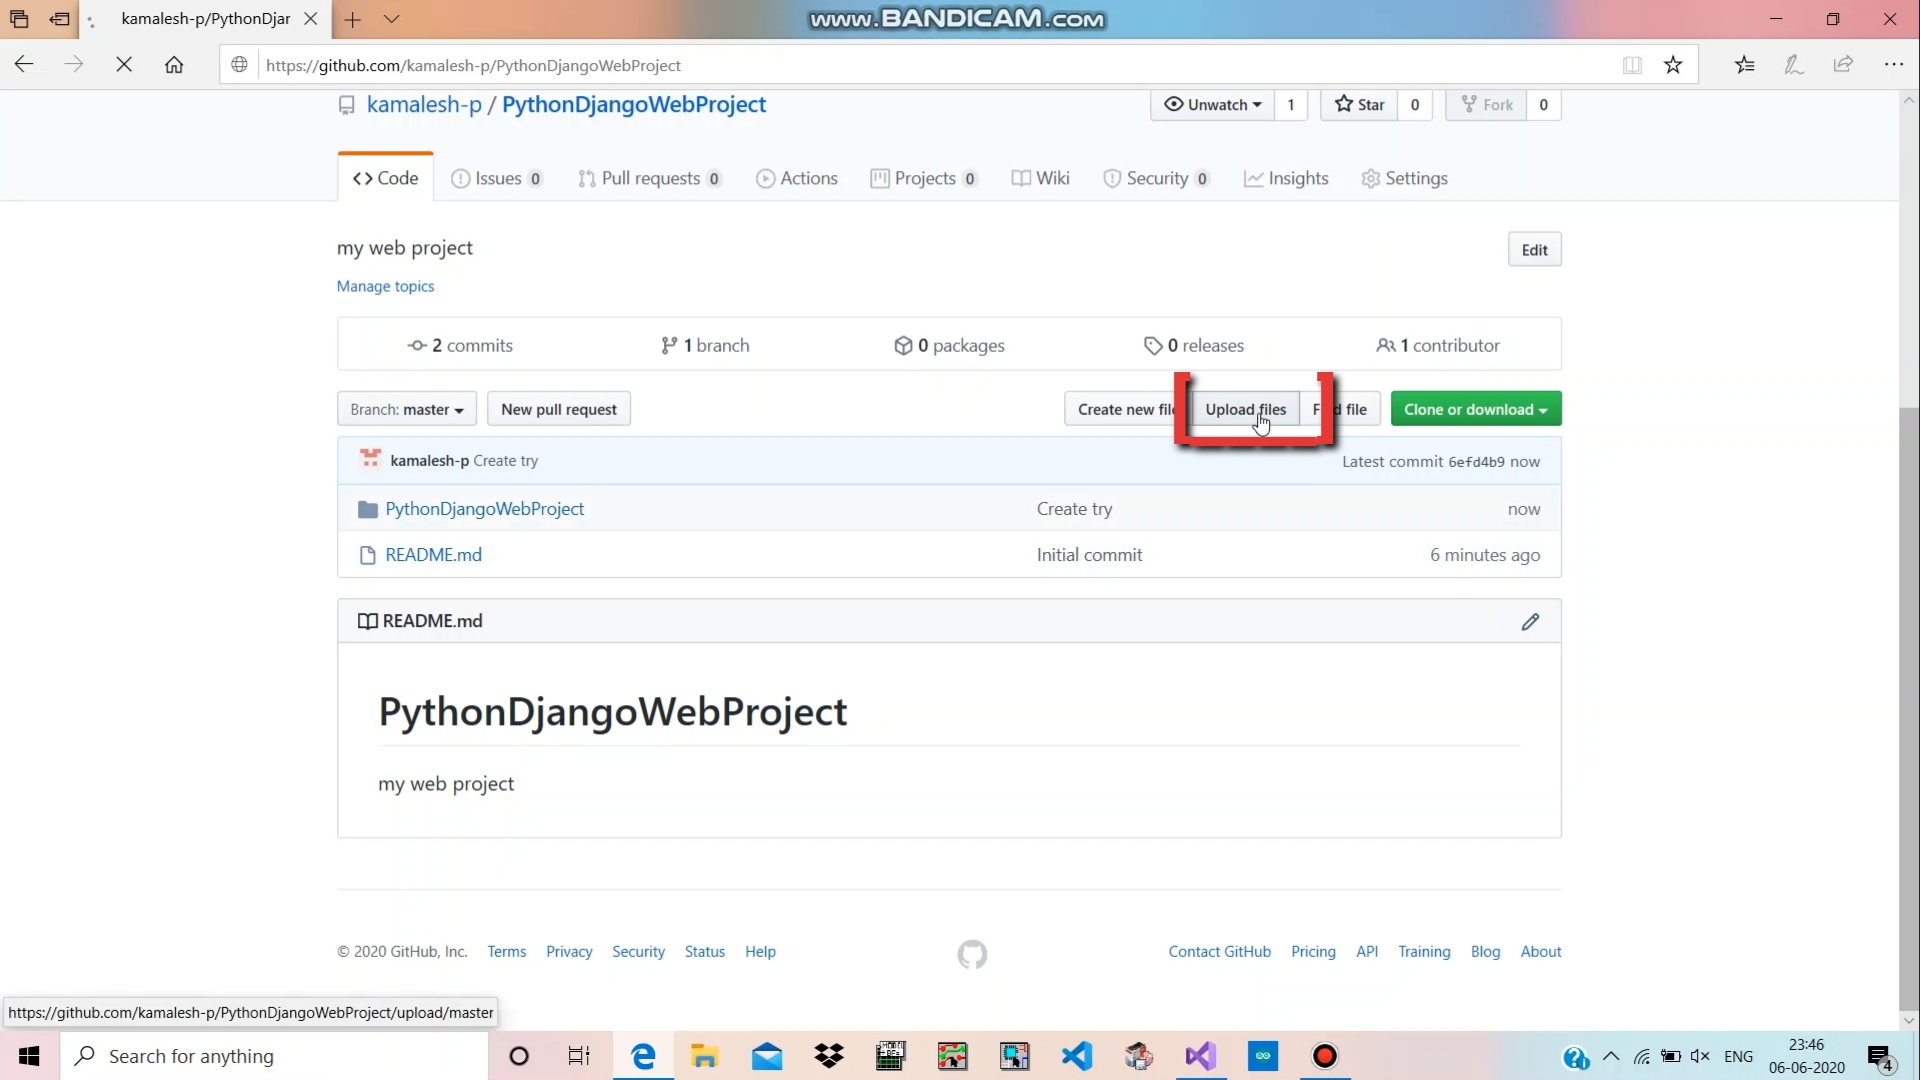 kamalesh-p/PythonDjar
www.BANDICAM.com
https://github.com/kamalesh-p/PythonDjangoWebProject
kamalesh-p / PythonDjangoWebProject
Unwatch 1 Star 0 Fork 0
Code Issues 0 Pull requests 0 Actions Projects 0 Wiki Security 0 Insights Settings
my web project
Edit
Manage topics
2 commits 1 branch 0 packages 0 releases 1 contributor
Branch: master New pull request Create new Upload files file Clone or download
kamalesh-p Create try Latest commit 6efd4b9 now
PythonDjangoWebProject Create try now
README.md Initial commit 6 minutes ago
README.md
PythonDjangoWebProject
my web project
© 2020 GitHub, Inc. Terms Privacy Security Status Help Contact GitHub Pricing API Training Blog About
https://github.com/kamalesh-p/PythonDjangoWebProject/upload/master
Search for anything
ENG
23:46
06-06-2020
4